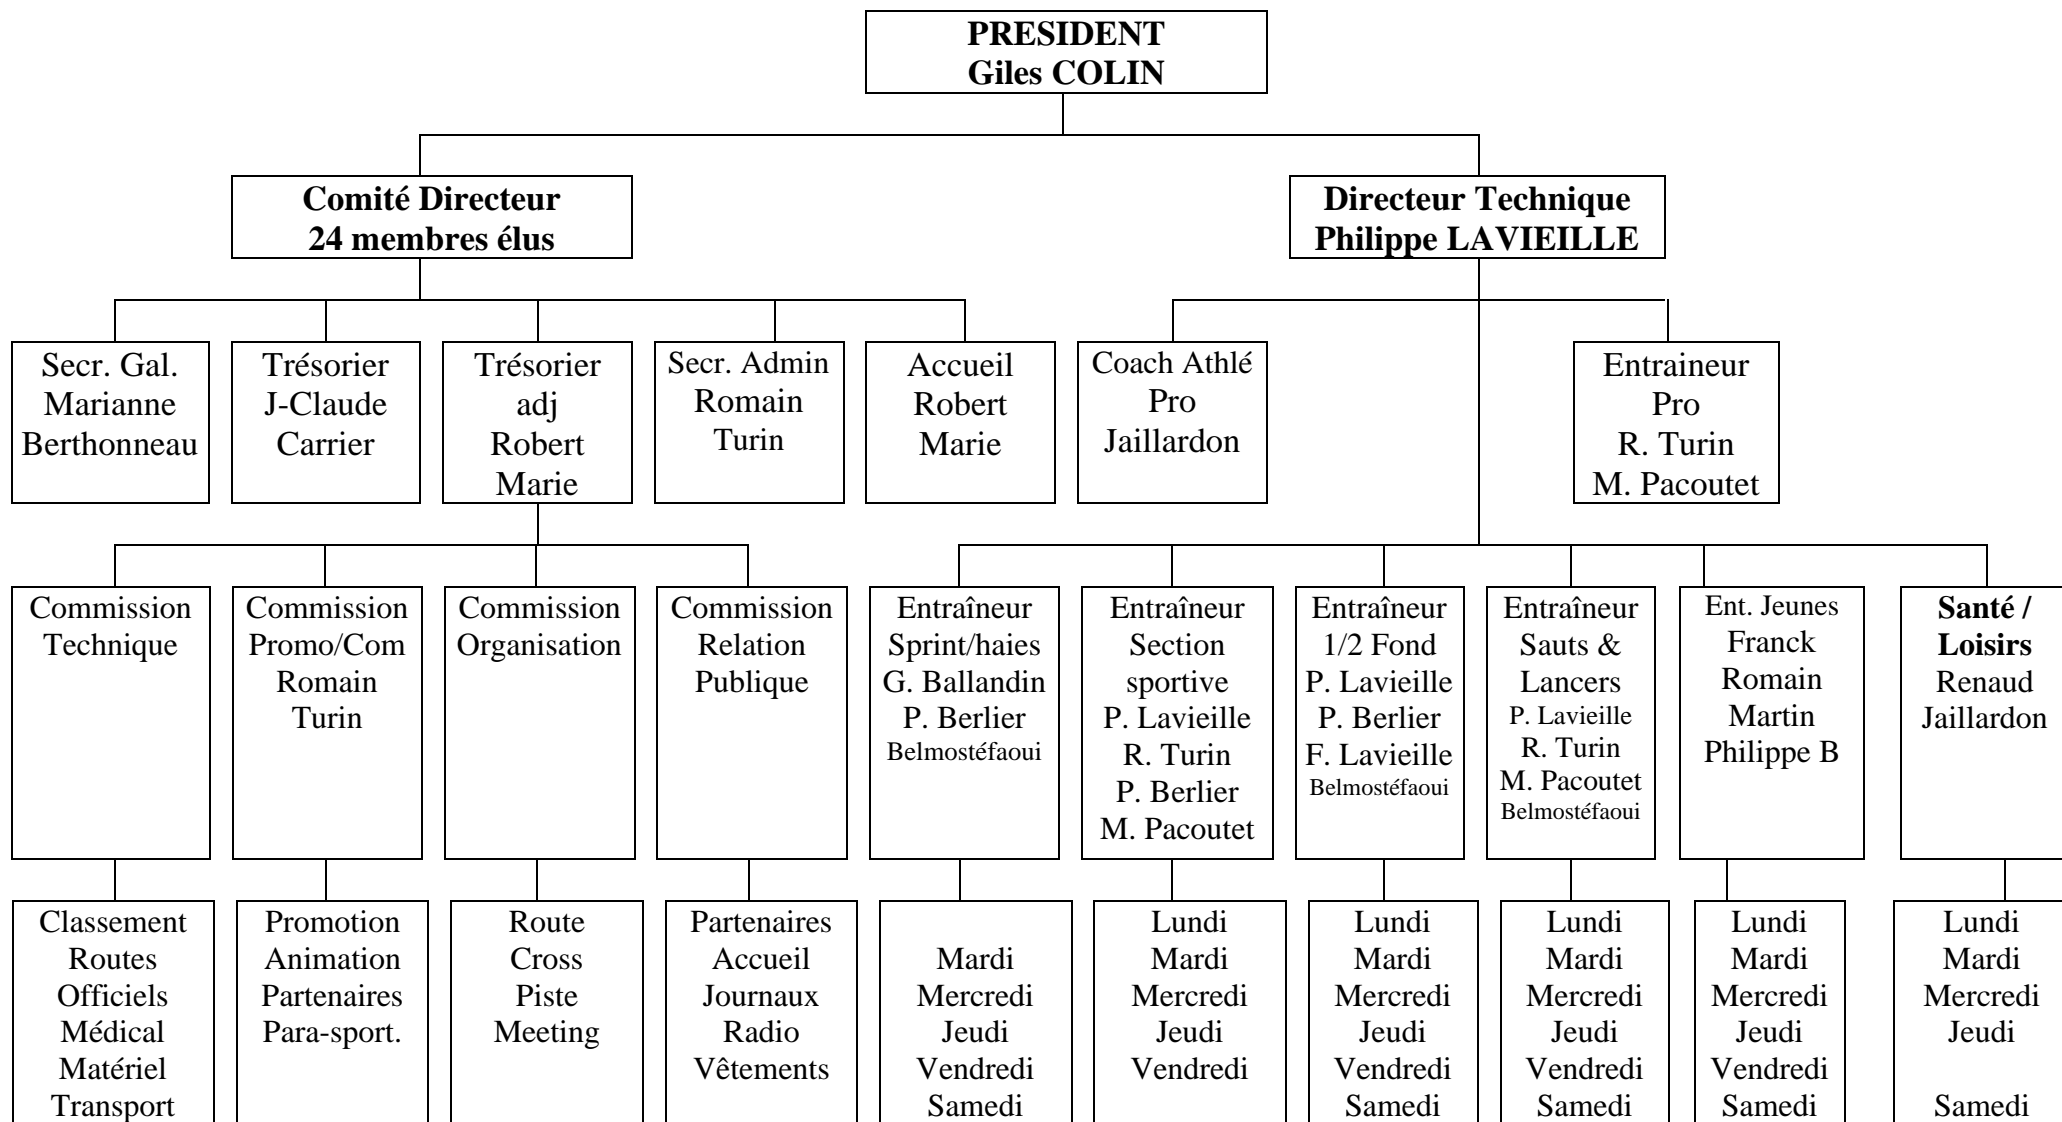 PRESIDENT
Giles COLIN
Comité Directeur
24 membres élus
Directeur Technique
Philippe LAVIEILLE
Secr. Gal.
Marianne
Berthonneau
Trésorier
J-Claude
Carrier
Trésorier
adj
Robert
Marie
Secr. Admin
Romain
Turin
Accueil
Robert
Marie
Coach Athlé
Pro
Jaillardon
Entraineur
Pro
R. Turin
M. Pacoutet
Commission
Technique
Commission
Promo/Com
Romain
Turin
Commission
Organisation
Commission
Relation
Publique
Entraîneur
Sprint/haies
G. Ballandin
P. Berlier
Belmostéfaoui
Entraîneur
Section
sportive
P. Lavieille
R. Turin
P. Berlier
M. Pacoutet
Entraîneur
1/2 Fond
P. Lavieille
P. Berlier
F. Lavieille
Belmostéfaoui
Entraîneur
Sauts &
Lancers
P. Lavieille
R. Turin
M. Pacoutet
Belmostéfaoui
Ent. Jeunes
Franck
Romain
Martin
Philippe B
Santé /
Loisirs
Renaud
Jaillardon
Classement
Routes
Officiels
Médical
Matériel
Transport
Promotion
Animation
Partenaires
Para-sport.
Route
Cross
Piste
Meeting
Partenaires
Accueil
Journaux
Radio
Vêtements
Mardi
Mercredi
Jeudi
Vendredi
Samedi
Lundi
Mardi
Mercredi
Jeudi
Vendredi
Lundi
Mardi
Mercredi
Jeudi
Vendredi
Samedi
Lundi
Mardi
Mercredi
Jeudi
Vendredi
Samedi
Lundi
Mardi
Mercredi
Jeudi
Vendredi
Samedi
Lundi
Mardi
Mercredi
Jeudi
Samedi